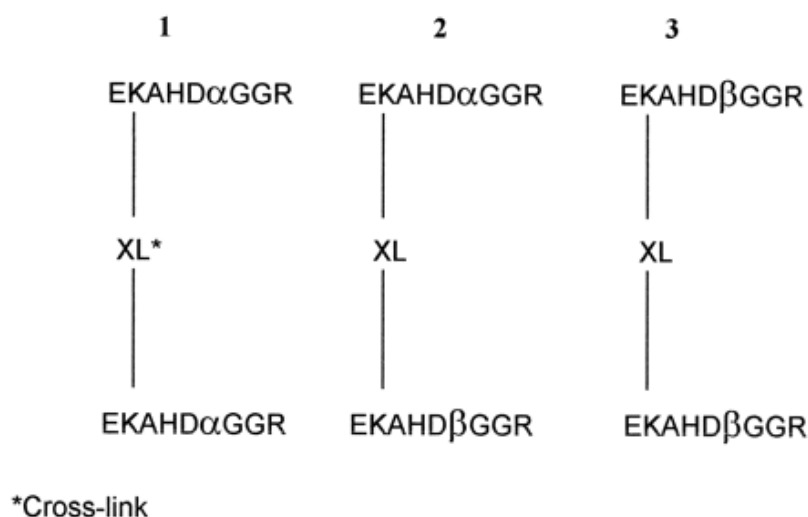 1 2 3
EKAHDαGGR EKAHDαGGR EKAHDβGGR
XL* XL XL
EKAHDαGGR EKAHDβGGR EKAHDβGGR
*Cross-link